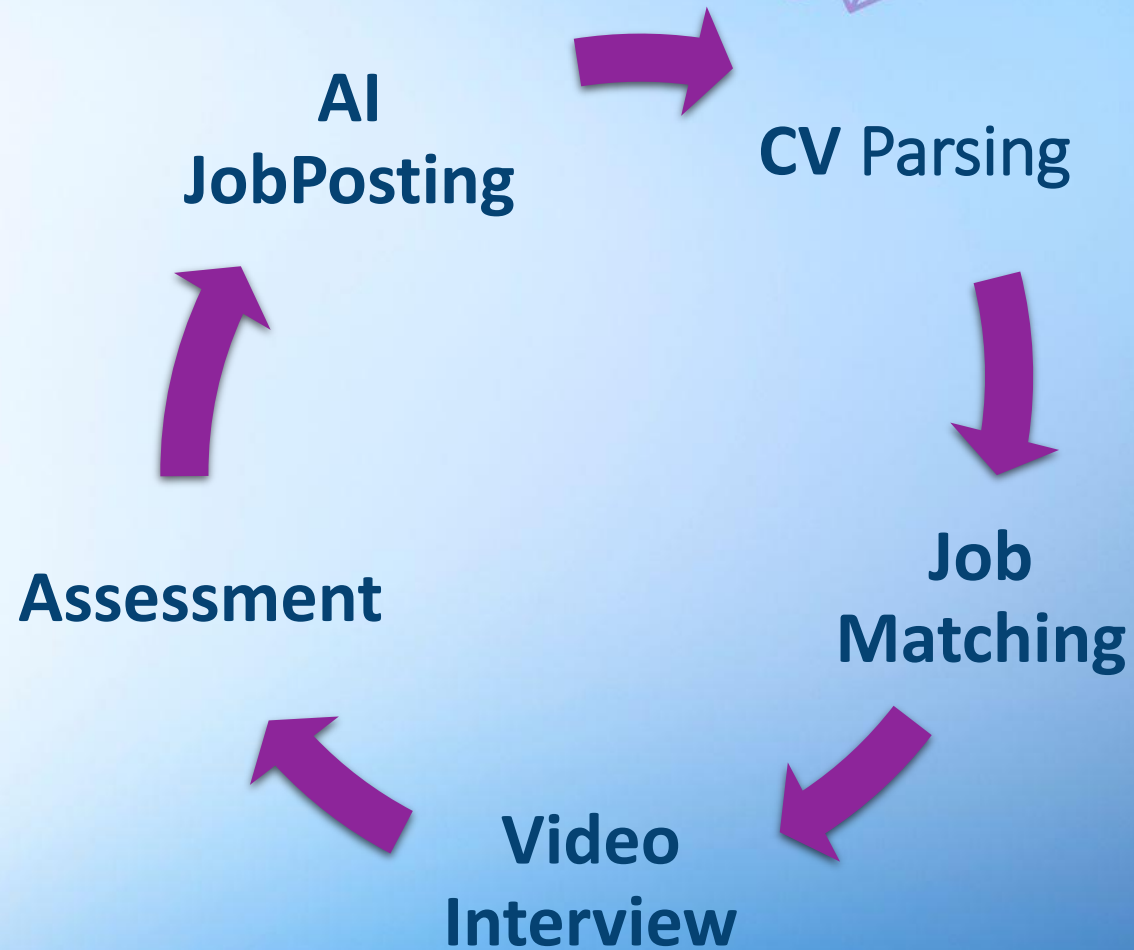 AI
JobPosting
CV Parsing
Job
Matching
Video
Interview
Assessment